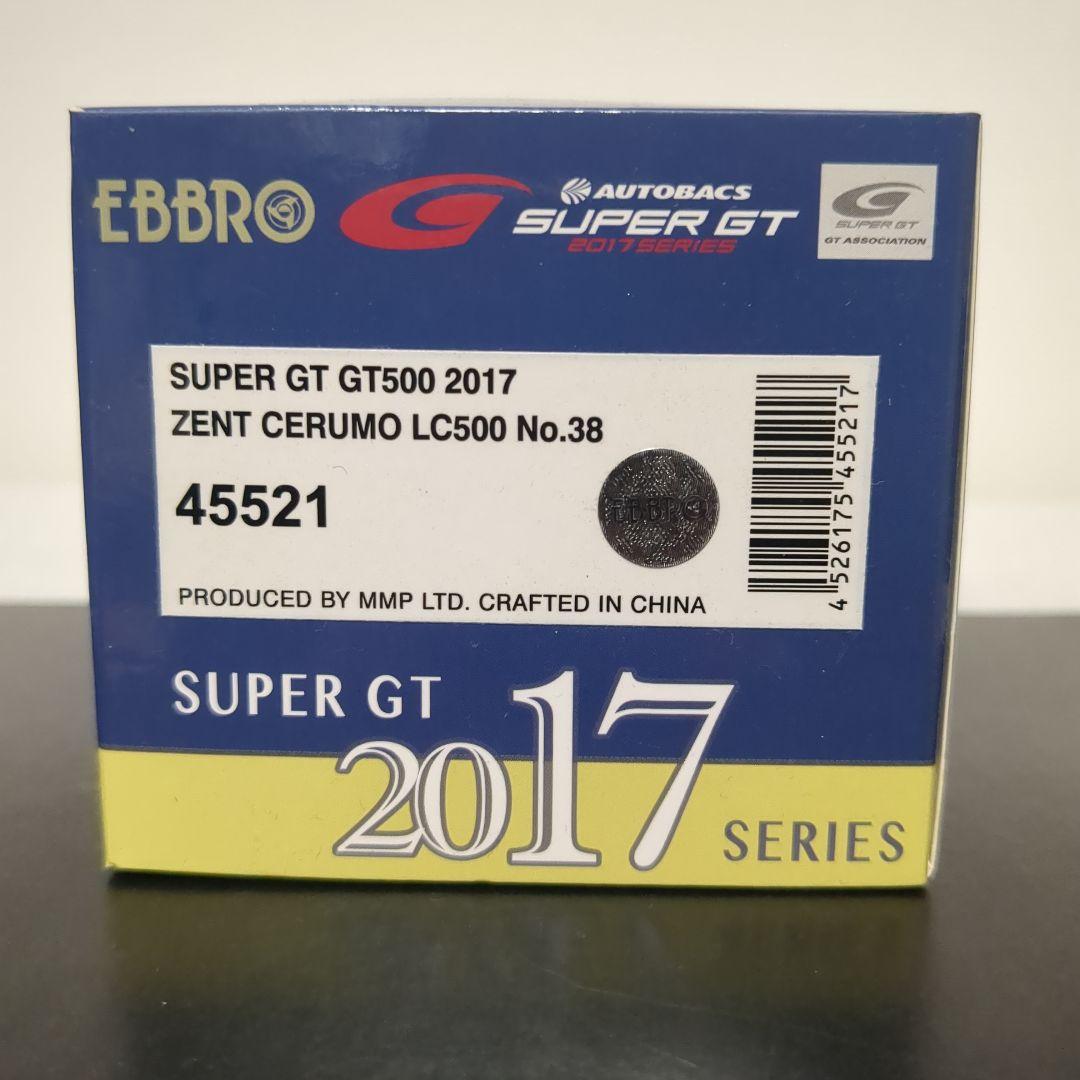 EBBRO
AUTOBACS
SUPER GT
2017 SERIES
SUPER GT
GT ASSOCIATION
SUPER GT GT500 2017
ZENT CERUMO LC500 No.38
45521
EBBRO
PRODUCED BY MMP LTD. CRAFTED IN CHINA
4 526175 455217
SUPER GT
2017
SERIES